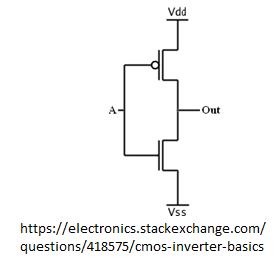 Vdd
A
Out
Vss
https://electronics.stackexchange.com/
questions/418575/cmos-inverter-basics